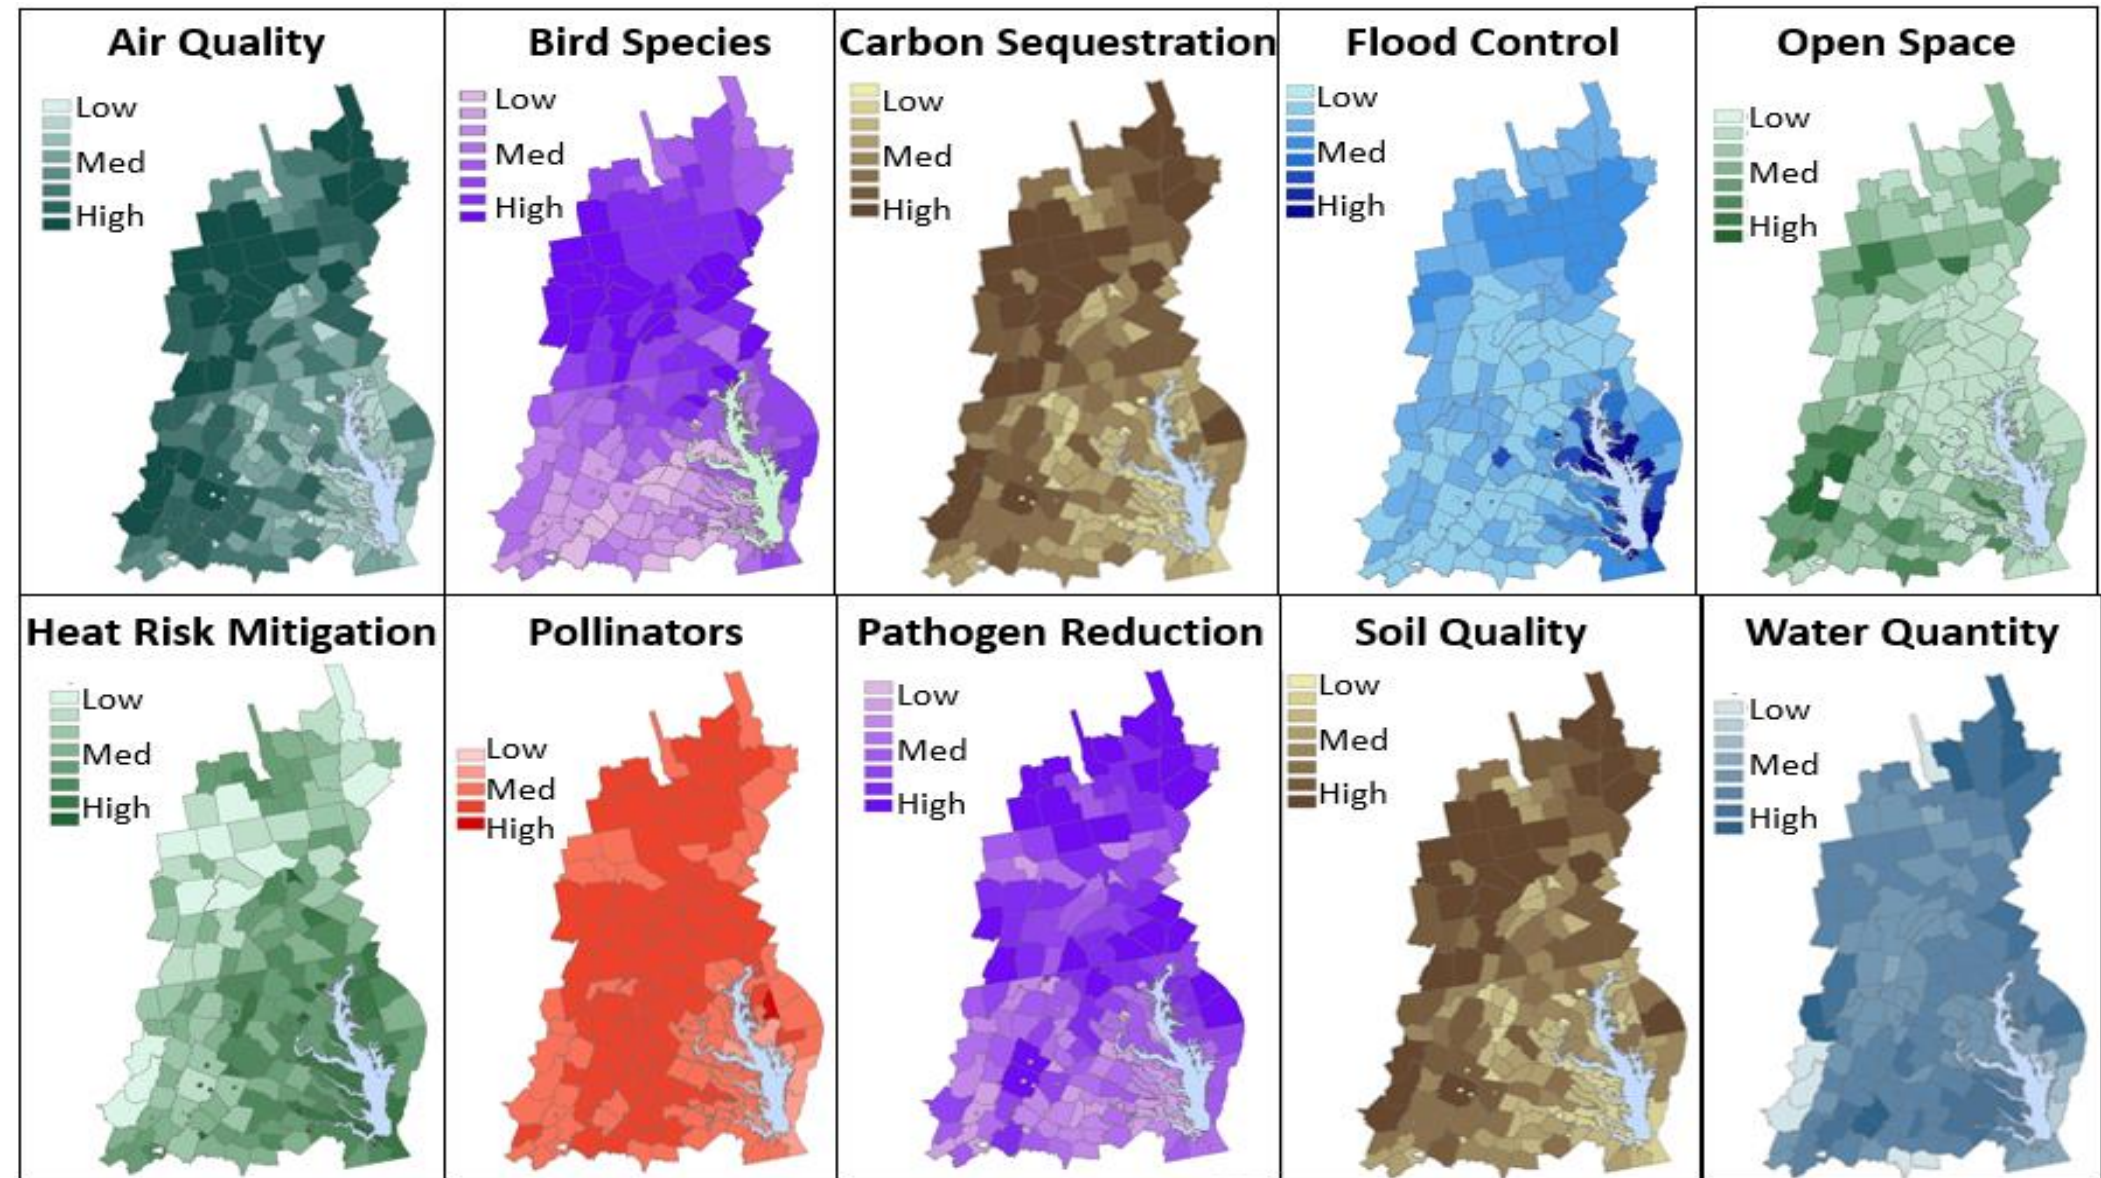 Air Quality
Low
Med
High
Bird Species
Low
Med
High
Carbon Sequestration
Low
Med
High
Flood Control
Low
Med
High
Open Space
Low
Med
High
Heat Risk Mitigation
Low
Med
High
Pollinators
Low
Med
High
Pathogen Reduction
Low
Med
High
Soil Quality
Low
Med
High
Water Quantity
Low
Med
High